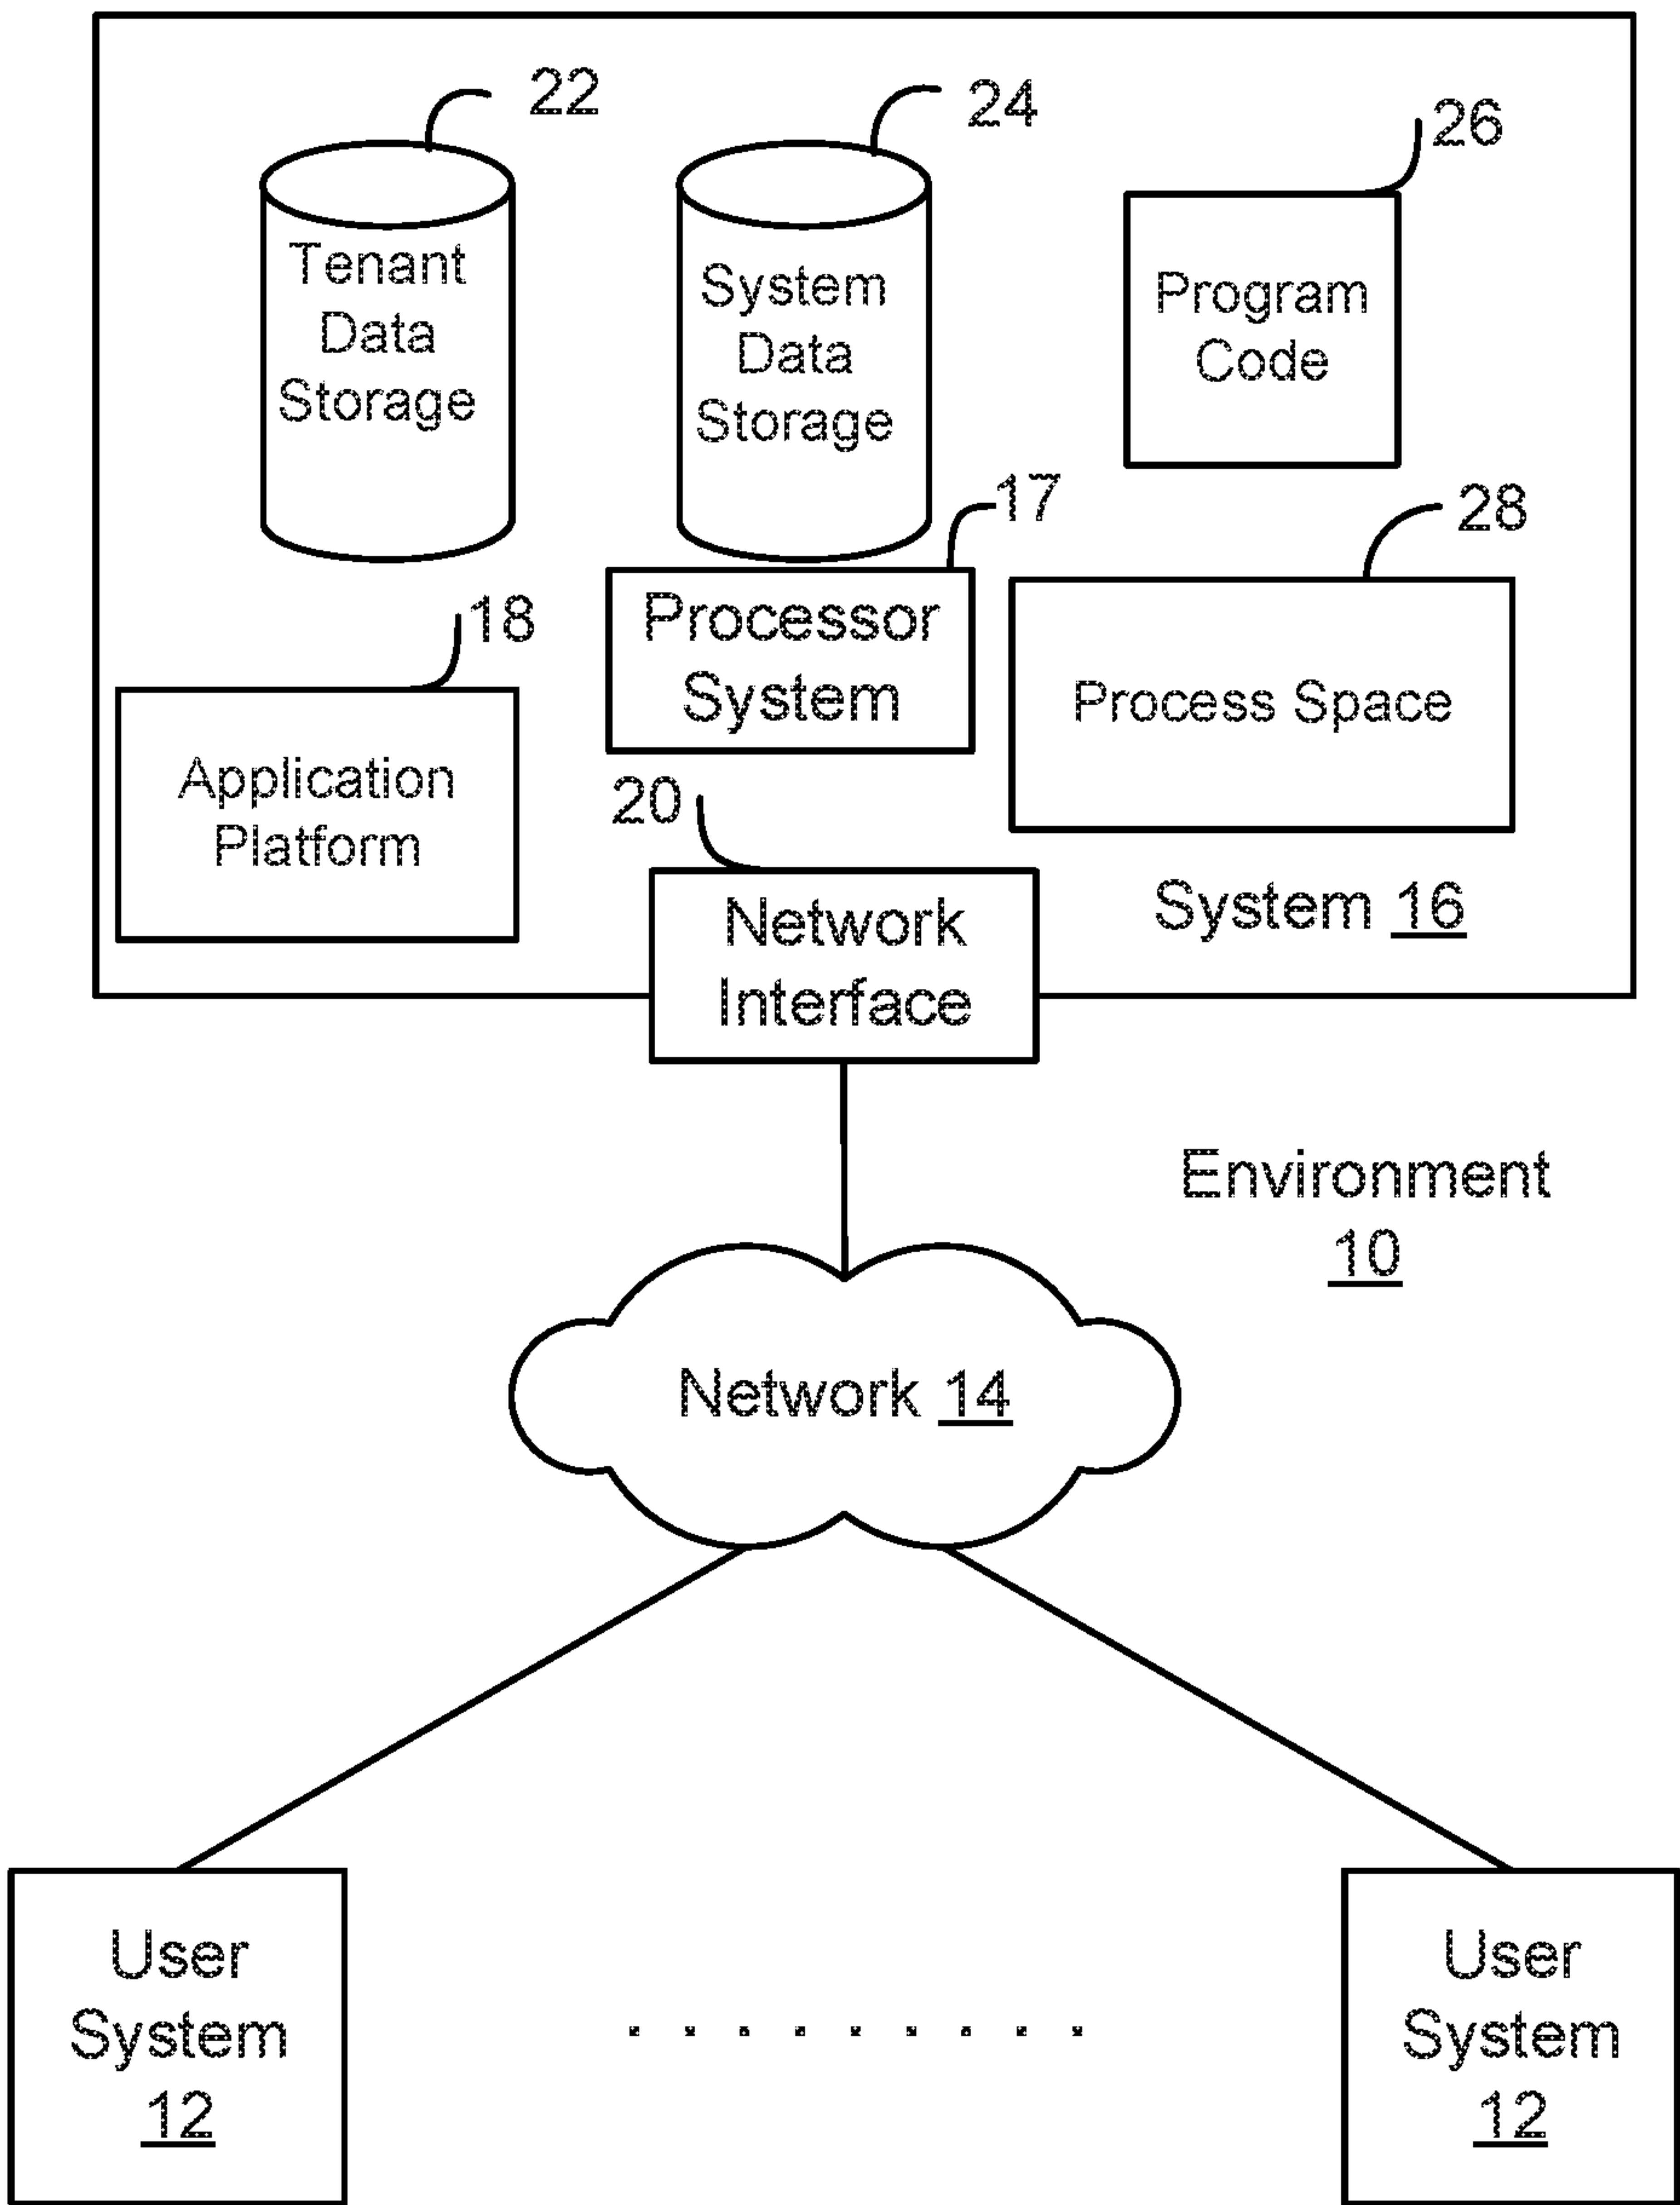 22
24
26
Tenant
Data
Storage
System
Data
Storage
Program
Code
17
28
18
Processor
System
Process Space
Application
Platform
20
Network
Interface
System 16
Environment
10
Network 14
User
System
12
User
System
12